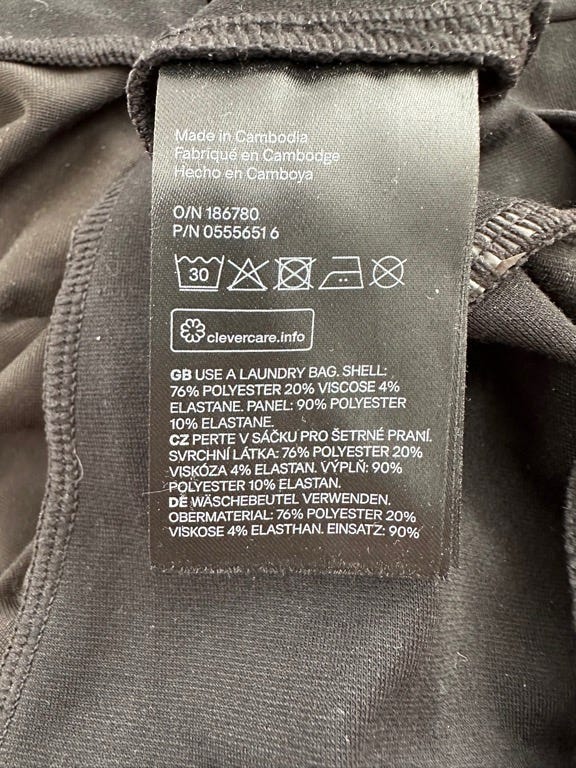 Made in Cambodia
Fabriqué en Cambodge
Hecho en Camboya
O/N 186780
P/N 0555651 6
30
clevercare.info
GB USE A LAUNDRY BAG. SHELL:
76% POLYESTER 20% VISCOSE 4%
ELASTANE. PANEL: 90% POLYESTER
10% ELASTANE.
CZ PERTE V SÁČKU PRO ŠETRNÉ PRANÍ.
SVRCHNÍ LÁTKA: 76% POLYESTER 20%
VISKÓZA 4% ELASTAN. VÝPLŇ: 90%
POLYESTER 10% ELASTAN.
DE WÄSCHEBEUTEL VERWENDEN.
OBERMATERIAL: 76% POLYESTER 20%
VISKOSE 4% ELASTHAN. EINSATZ: 90%